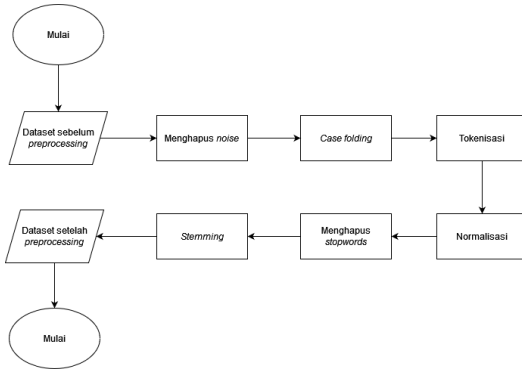 Mulai
Dataset sebelum
preprocessing
Menghapus noise
Case folding
Tokenisasi
Normalisasi
Menghapus
stopwords
Stemming
Dataset setelah
preprocessing
Mulai